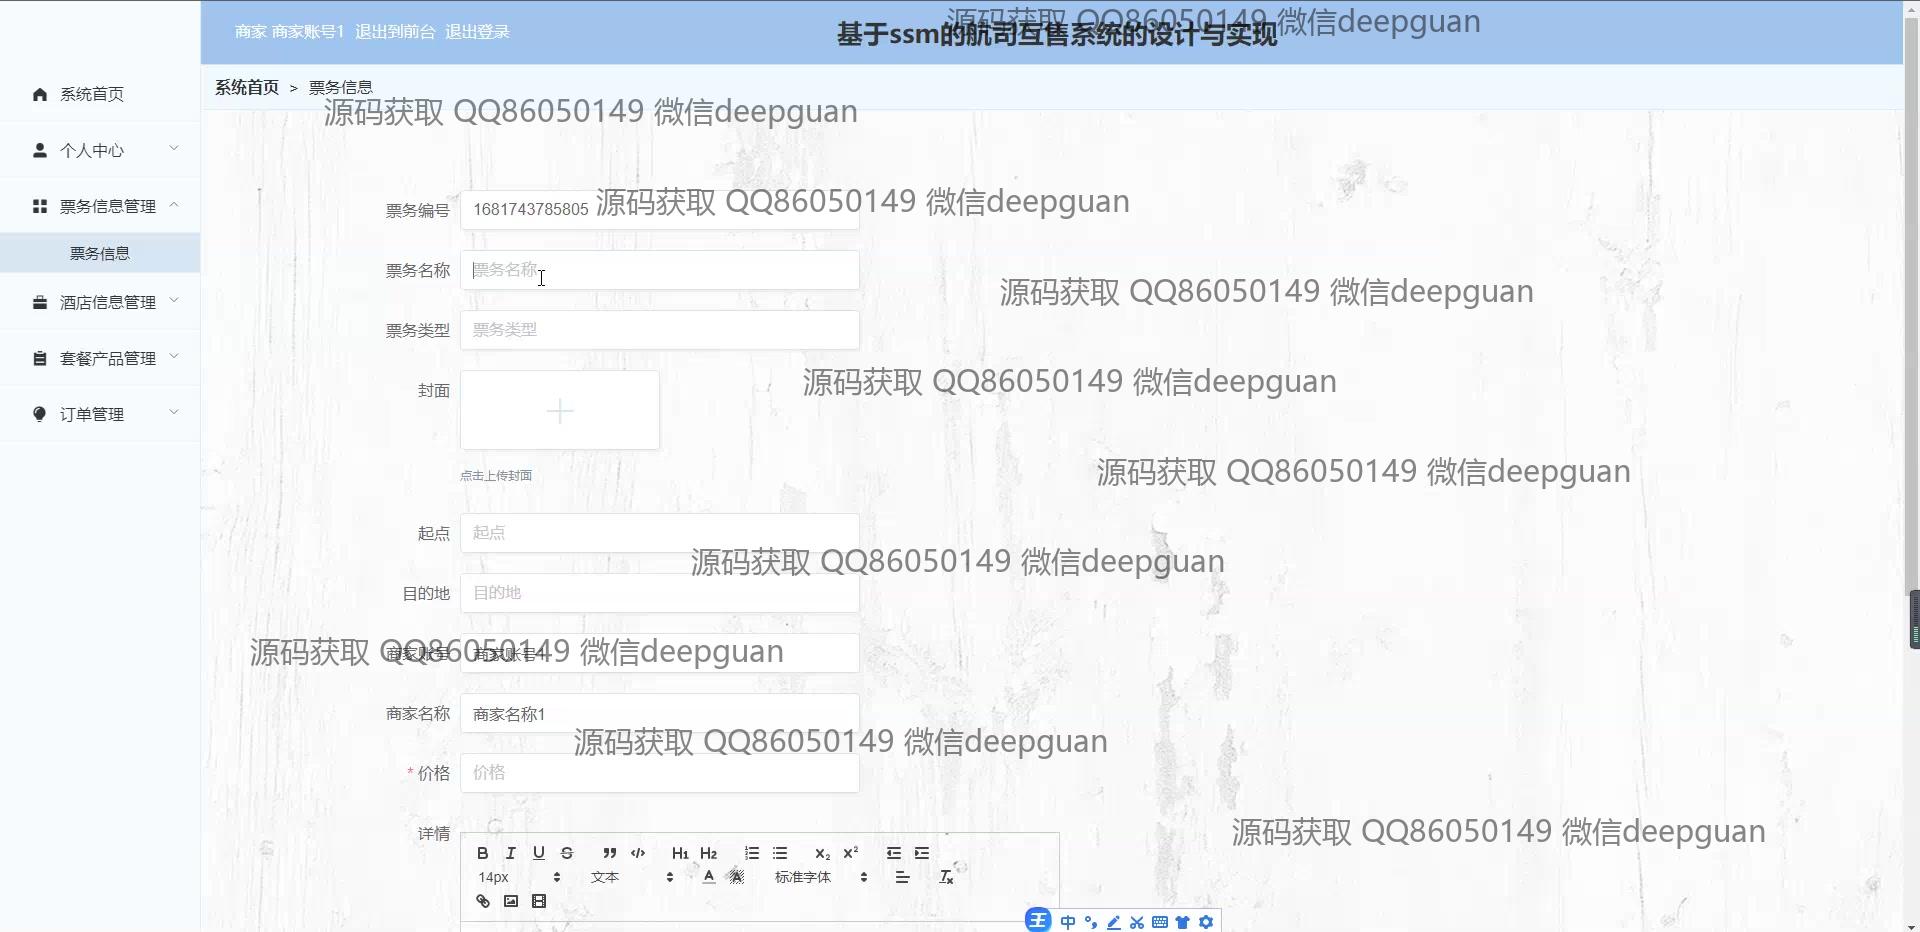 商家 商家账号1 退出到前台 退出登录
基于ssm的航司互售系统的设计与实现
源码获取 QQ86050149 微信deepguan
系统首页 > 票务信息
源码获取 QQ86050149 微信deepguan
系统首页
个人中心
票务信息管理
票务信息
酒店信息管理
套餐产品管理
订单管理
票务编号 1681743785805
源码获取 QQ86050149 微信deepguan
票务名称 票务名称
源码获取 QQ86050149 微信deepguan
票务类型 票务类型
封面
源码获取 QQ86050149 微信deepguan
点击上传封面
源码获取 QQ86050149 微信deepguan
起点 起点
源码获取 QQ86050149 微信deepguan
目的地 目的地
商家账号 商家账号1
源码获取 QQ86050149 微信deepguan
商家名称 商家名称1
源码获取 QQ86050149 微信deepguan
* 价格 价格
源码获取 QQ86050149 微信deepguan
详情
B I U S H1 H2 X₂ X²
14px 文本 A A 标准字体 Tx
王 中